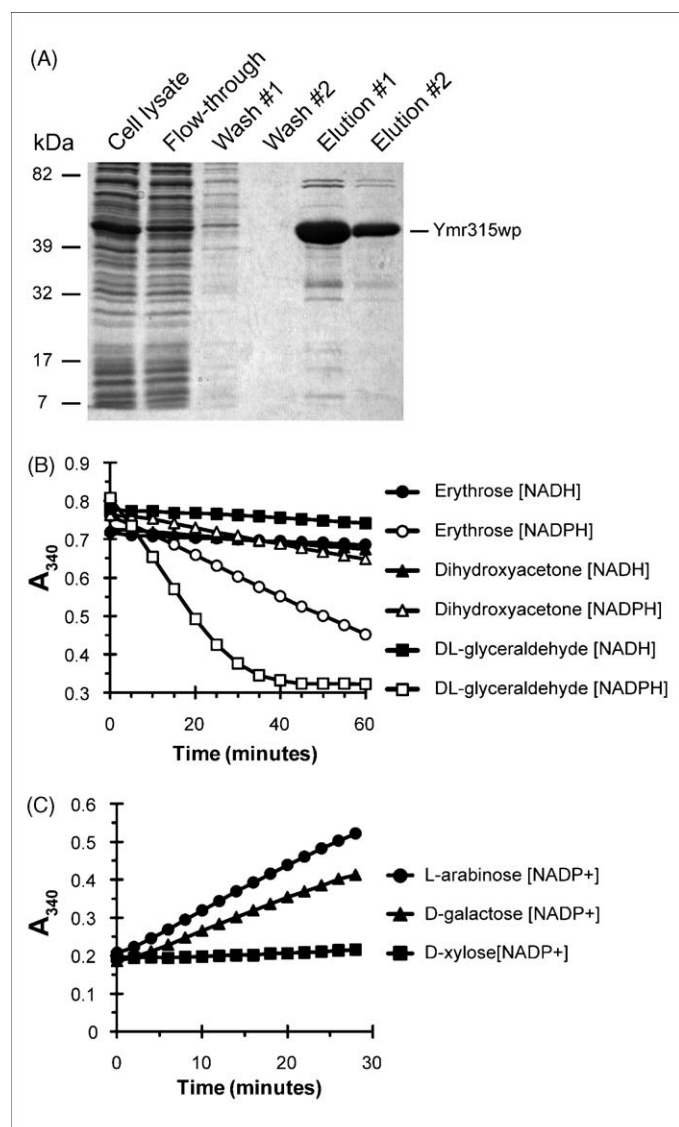 (A)
Cell lysate
Flow-through
Wash #1
Wash #2
Elution #1
Elution #2
kDa
82
39
32
17
7
Ymr315wp
(B)
0.9
0.8
0.7
0.6
0.5
0.4
0.3
A340
0 20 40 60
Time (minutes)
Erythrose [NADH]
Erythrose [NADPH]
Dihydroxyacetone [NADH]
Dihydroxyacetone [NADPH]
DL-glyceraldehyde [NADH]
DL-glyceraldehyde [NADPH]
(C)
0.6
0.5
0.4
0.3
0.2
0.1
0
A340
0 10 20 30
Time (minutes)
L-arabinose [NADP+]
D-galactose [NADP+]
D-xylose[NADP+]